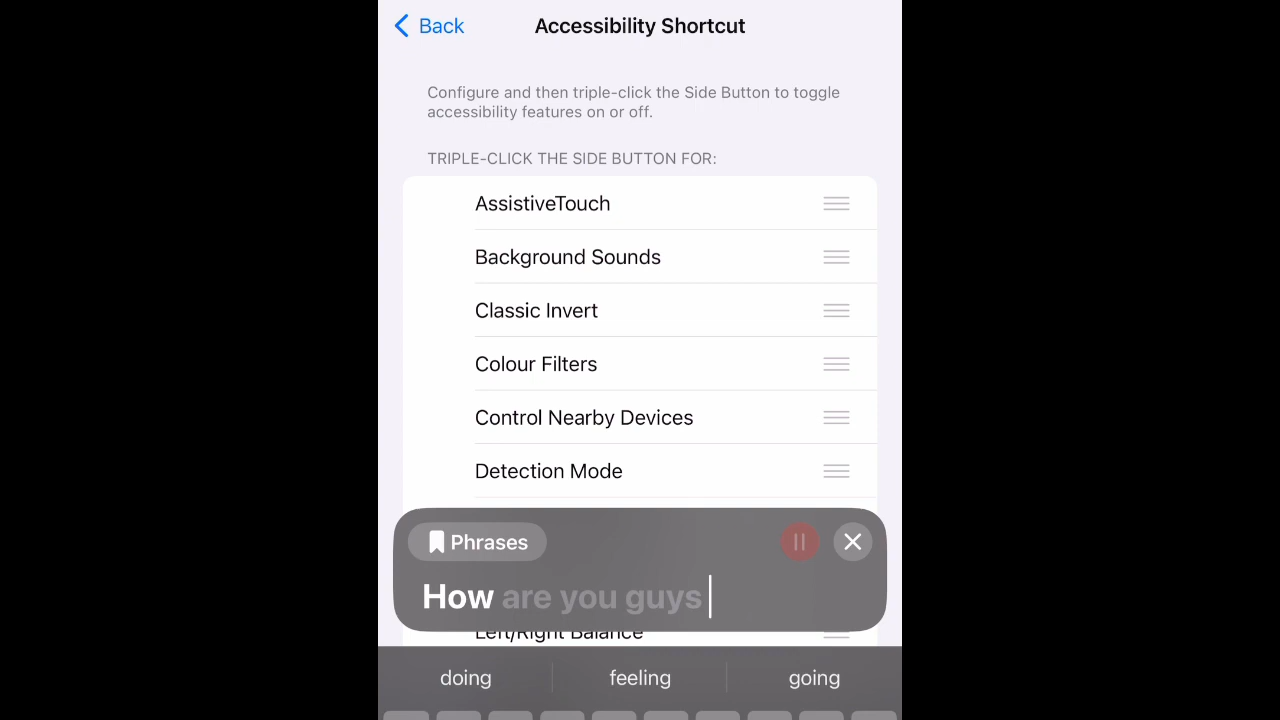 Back
Accessibility Shortcut
Configure and then triple-click the Side Button to toggle
accessibility features on or off.
TRIPLE-CLICK THE SIDE BUTTON FOR:
AssistiveTouch
Background Sounds
Classic Invert
Colour Filters
Control Nearby Devices
Detection Mode
Phrases
How are you guys
Left/Right Balance
doing feeling going